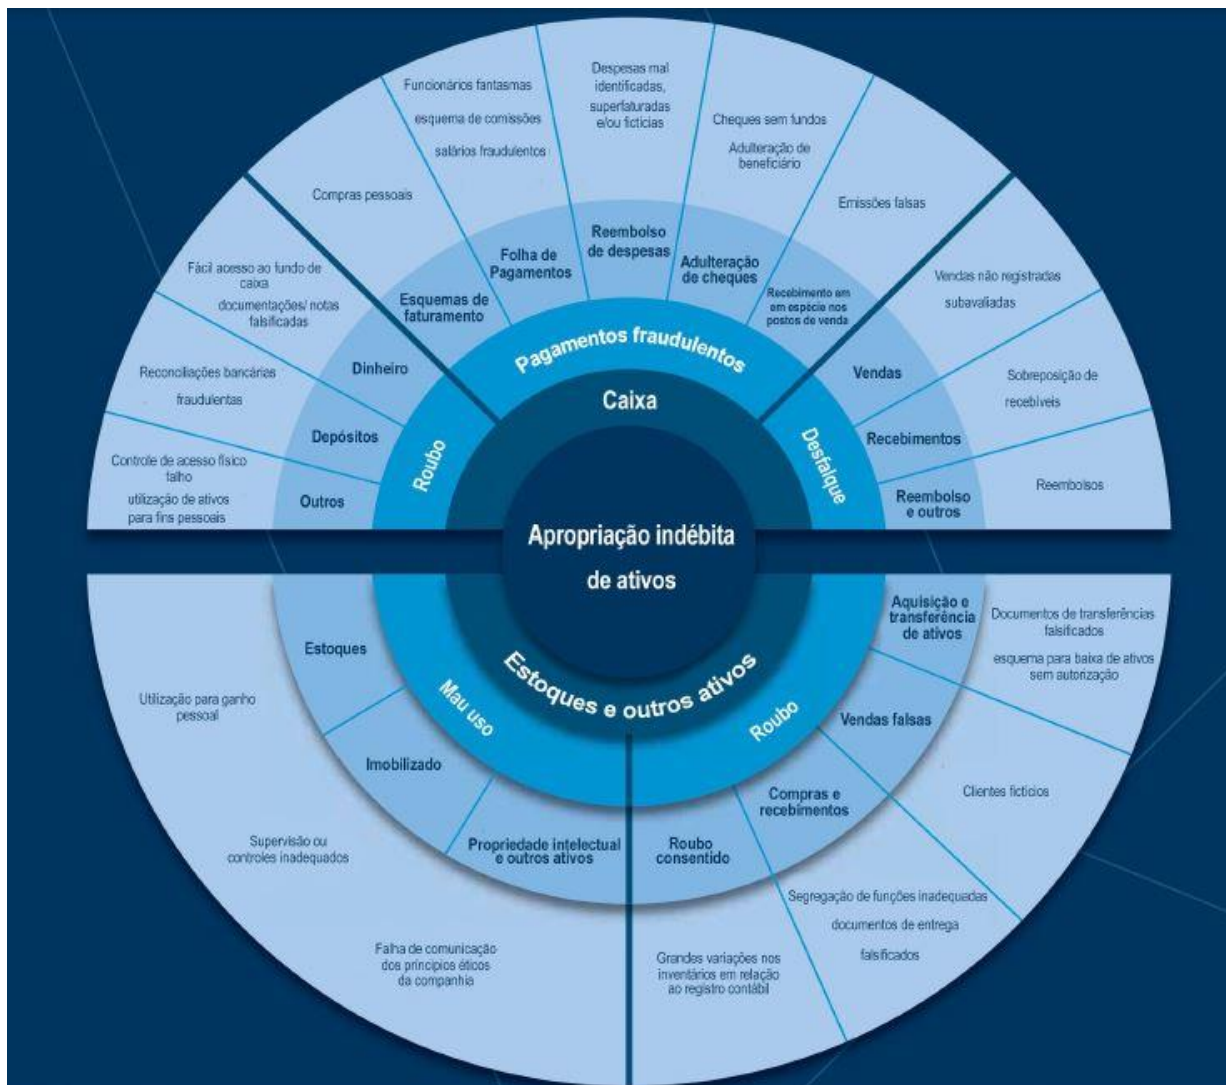 Funcionários fantasmas
esquema de comissões
salários fraudulentos
Despesas mal
identificadas,
superfaturadas
e/ou fictícias
Cheques sem fundos
Adulteração de
beneficiário
Compras pessoais
Emissões falsas
Fácil acesso ao fundo de
caixa
documentações/ notas
falsificadas
Folha de
Pagamentos
Reembolso
de despesas
Adulteração
de cheques
Vendas não registradas
subavaliadas
Esquemas de
faturamento
Recebimento em
em espécie nos
postos de venda
Reconciliações bancárias
fraudulentas
Dinheiro
Pagamentos fraudulentos
Vendas
Sobreposição de
recebíveis
Depósitos
Roubo
Caixa
Desfalque
Recebimentos
Controle de acesso físico
falho
utilização de ativos
para fins pessoais
Outros
Reembolso
e outros
Reembolsos
Apropriação indébita
de ativos
Estoques
Aquisição e
transferência
de ativos
Documentos de transferências
falsificados
esquema para baixa de ativos
sem autorização
Utilização para ganho
pessoal
Mau uso
Estoques e outros ativos
Roubo
Vendas falsas
Imobilizado
Compras e
recebimentos
Clientes fictícios
Supervisão ou
controles inadequados
Propriedade intelectual
e outros ativos
Roubo
consentido
Segregação de funções inadequadas
documentos de entrega
falsificados
Falha de comunicação
dos princípios éticos
da companhia
Grandes variações nos
inventários em relação
ao registro contábil